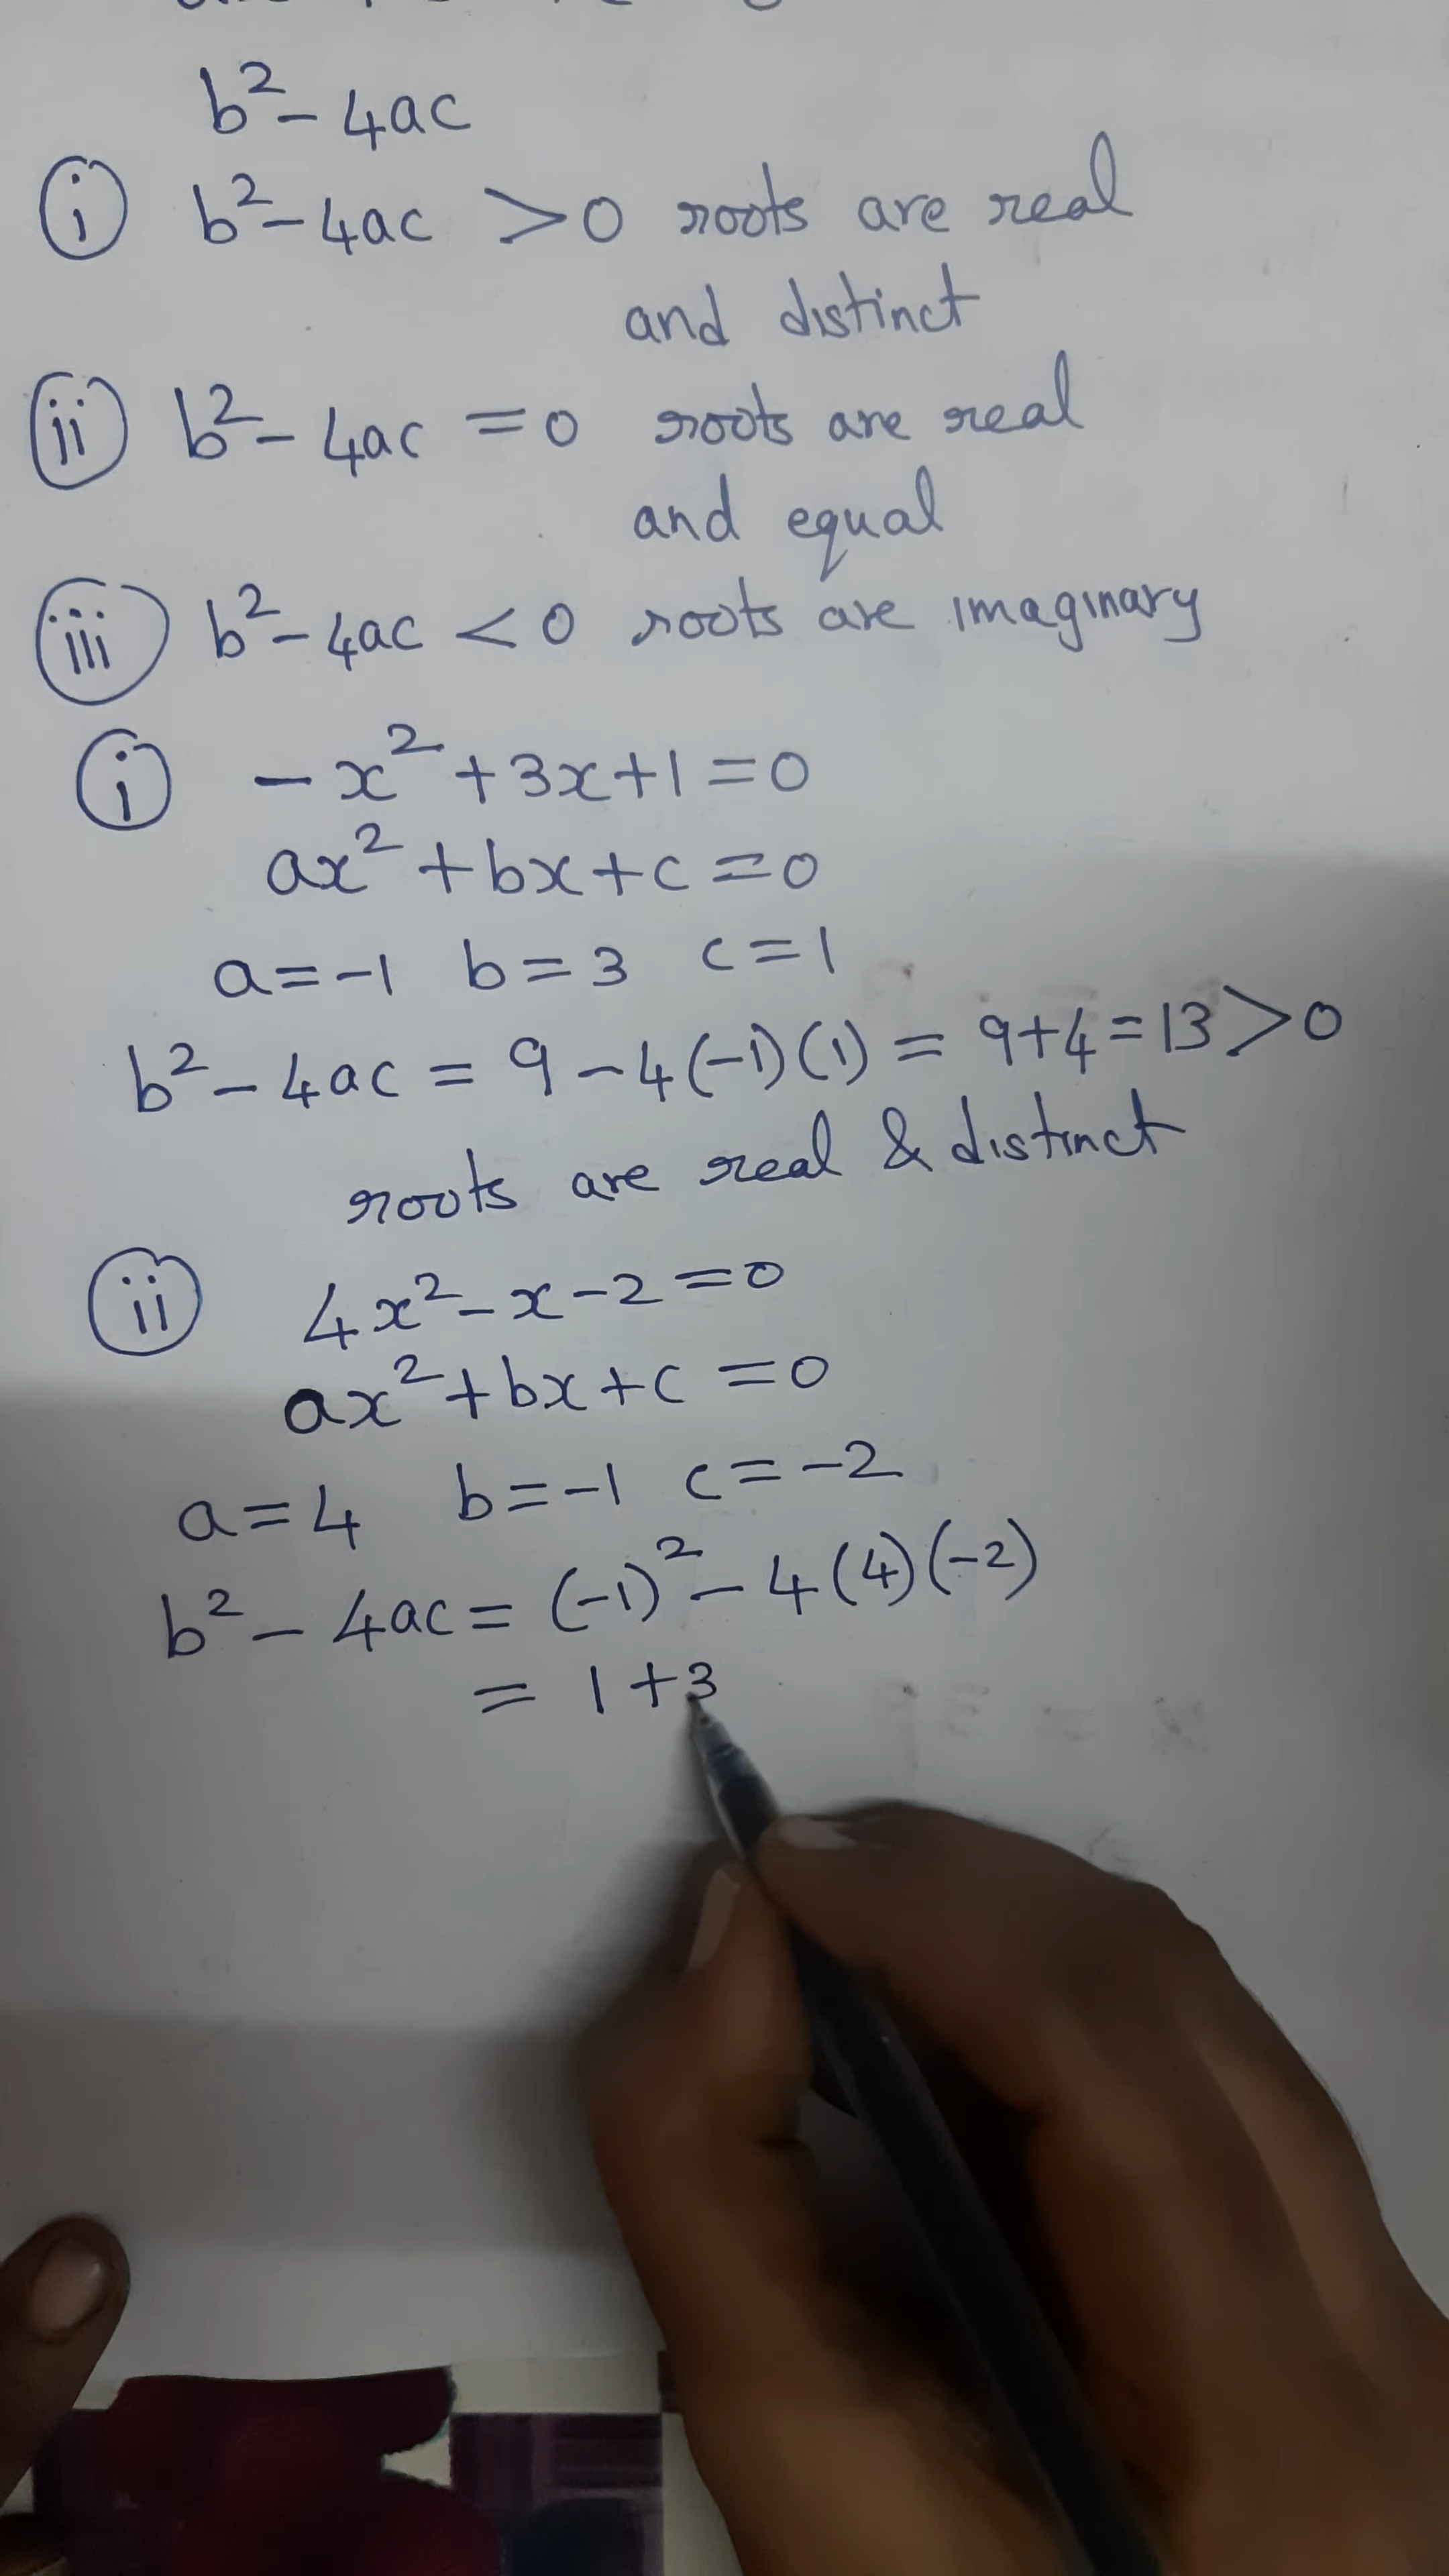 b² - 4ac
(i) b² - 4ac > 0 roots are real
and distinct
(ii) b² - 4ac = 0 roots are real
and equal
(iii) b² - 4ac < 0 roots are imaginary
(i) - x² + 3x + 1 = 0
ax² + bx + c = 0
a = -1 b = 3 c = 1
b² - 4ac = 9 - 4(-1)(1) = 9 + 4 = 13 > 0
roots are real & distinct
(ii) 4x² - x - 2 = 0
ax² + bx + c = 0
a = 4 b = -1 c = -2
b² - 4ac = (-1)² - 4(4)(-2)
= 1 + 3